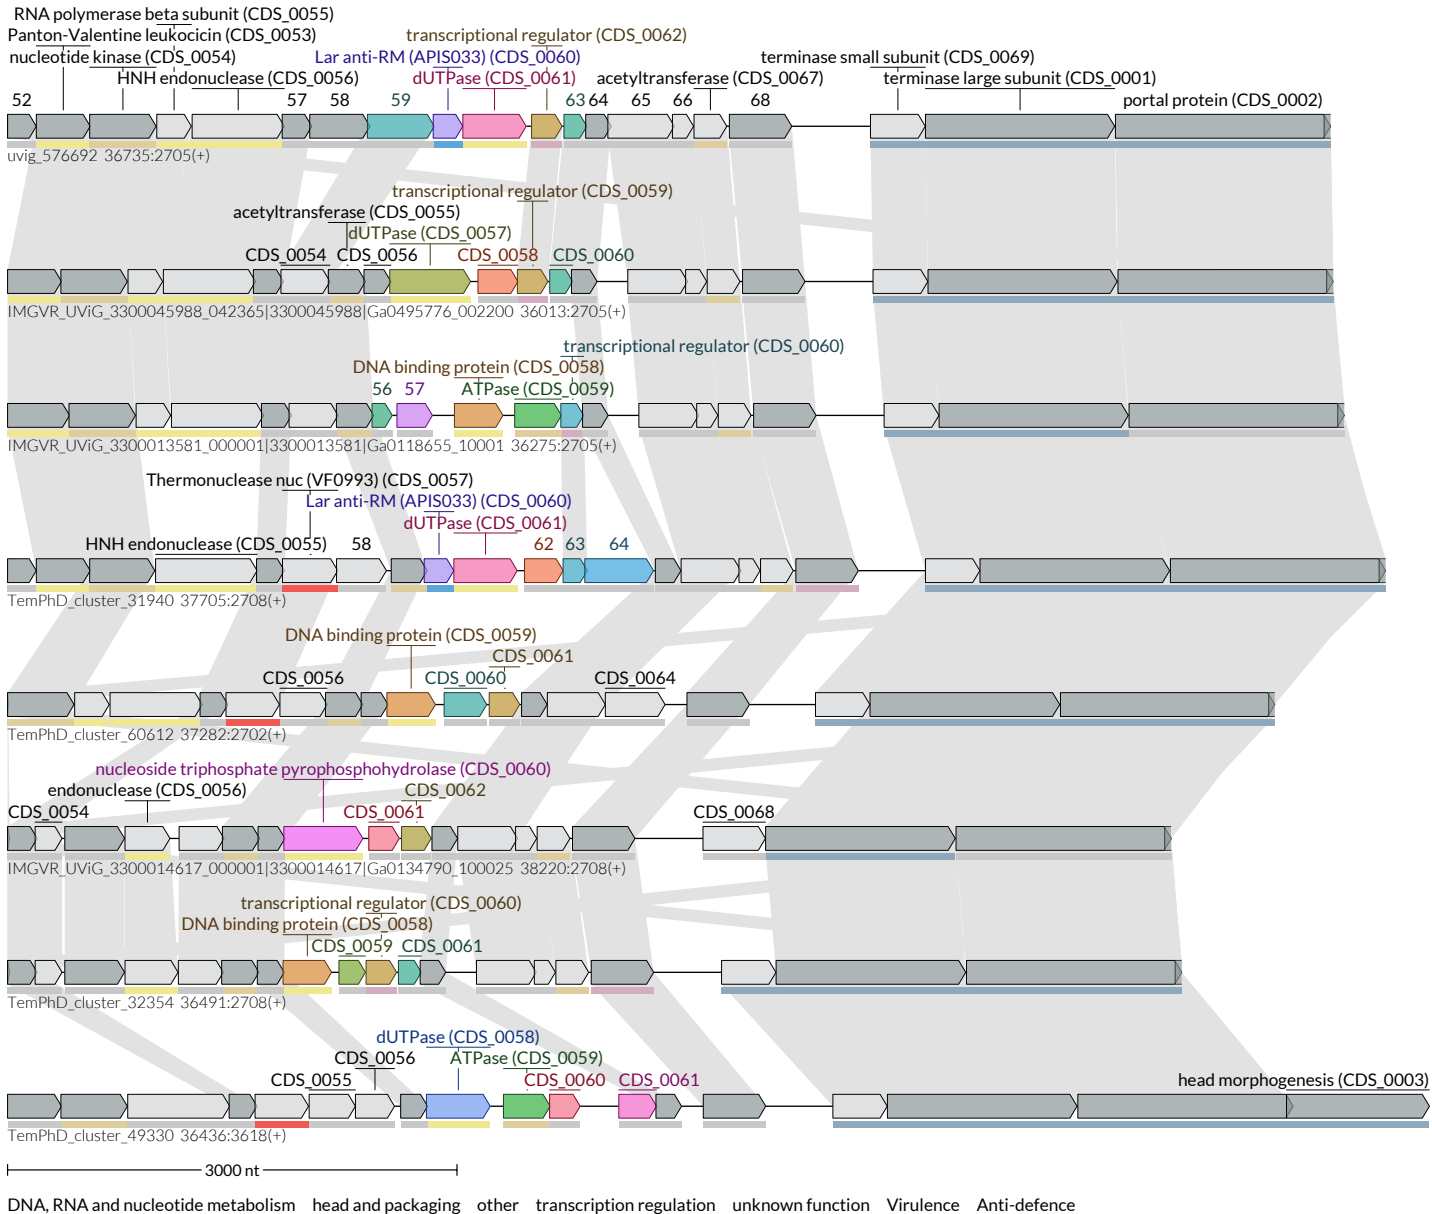 RNA polymerase beta subunit (CDS_0055)
Panton-Valentine leukocicin (CDS_0053) transcriptional regulator (CDS_0062)
nucleotide kinase (CDS_0054) Lar anti-RM (APIS033) (CDS_0060) terminase small subunit (CDS_0069)
HNH endonuclease (CDS_0056) dUTPase (CDS_0061) acetyltransferase (CDS_0067) terminase large subunit (CDS_0001)
52 57 58 59 63 64 65 66 68 portal protein (CDS_0002)
uvig_576692 36735:2705(+)
transcriptional regulator (CDS_0059)
acetyltransferase (CDS_0055)
dUTPase (CDS_0057)
CDS_0054 CDS_0056 CDS_0058 CDS_0060
IMGVR_UViG_3300045988_042365|3300045988|Ga0495776_002200 36013:2705(+)
transcriptional regulator (CDS_0060)
DNA binding protein (CDS_0058)
56 57 ATPase (CDS_0059)
IMGVR_UViG_3300013581_000001|3300013581|Ga0118655_10001 36275:2705(+)
Thermonuclease nuc (VF0993) (CDS_0057)
Lar anti-RM (APIS033) (CDS_0060)
dUTPase (CDS_0061)
HNH endonuclease (CDS_0055) 58 62 63 64
TemPhD_cluster_31940 37705:2708(+)
DNA binding protein (CDS_0059)
CDS_0061
CDS_0056 CDS_0060 CDS_0064
TemPhD_cluster_60612 37282:2702(+)
nucleoside triphosphate pyrophosphohydrolase (CDS_0060)
endonuclease (CDS_0056) CDS_0062
CDS_0054 CDS_0061 CDS_0068
IMGVR_UViG_3300014617_000001|3300014617|Ga0134790_100025 38220:2708(+)
transcriptional regulator (CDS_0060)
DNA binding protein (CDS_0058)
CDS_0059 CDS_0061
TemPhD_cluster_32354 36491:2708(+)
dUTPase (CDS_0058)
CDS_0056 ATPase (CDS_0059)
CDS_0055 CDS_0060 CDS_0061 head morphogenesis (CDS_0003)
TemPhD_cluster_49330 36436:3618(+)
3000 nt
DNA, RNA and nucleotide metabolism head and packaging other transcription regulation unknown function Virulence Anti-defence